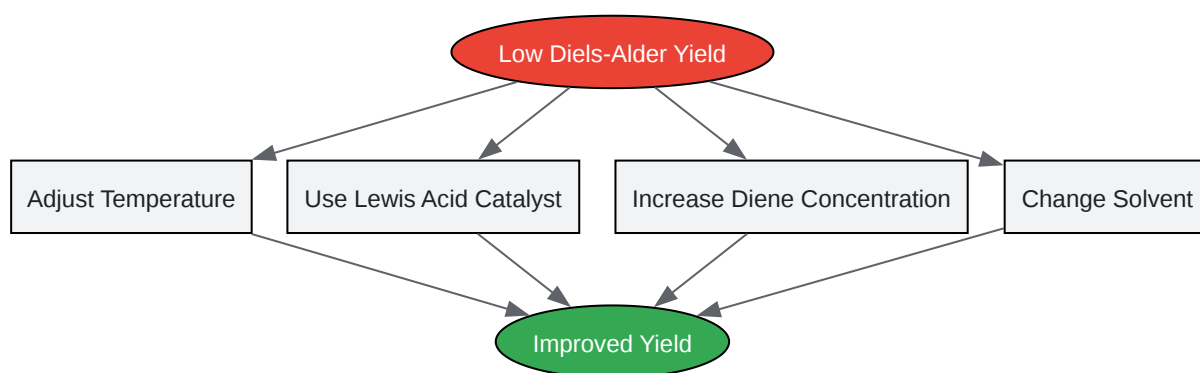 Low Diels-Alder Yield
Adjust Temperature
Use Lewis Acid Catalyst
Increase Diene Concentration
Change Solvent
Improved Yield